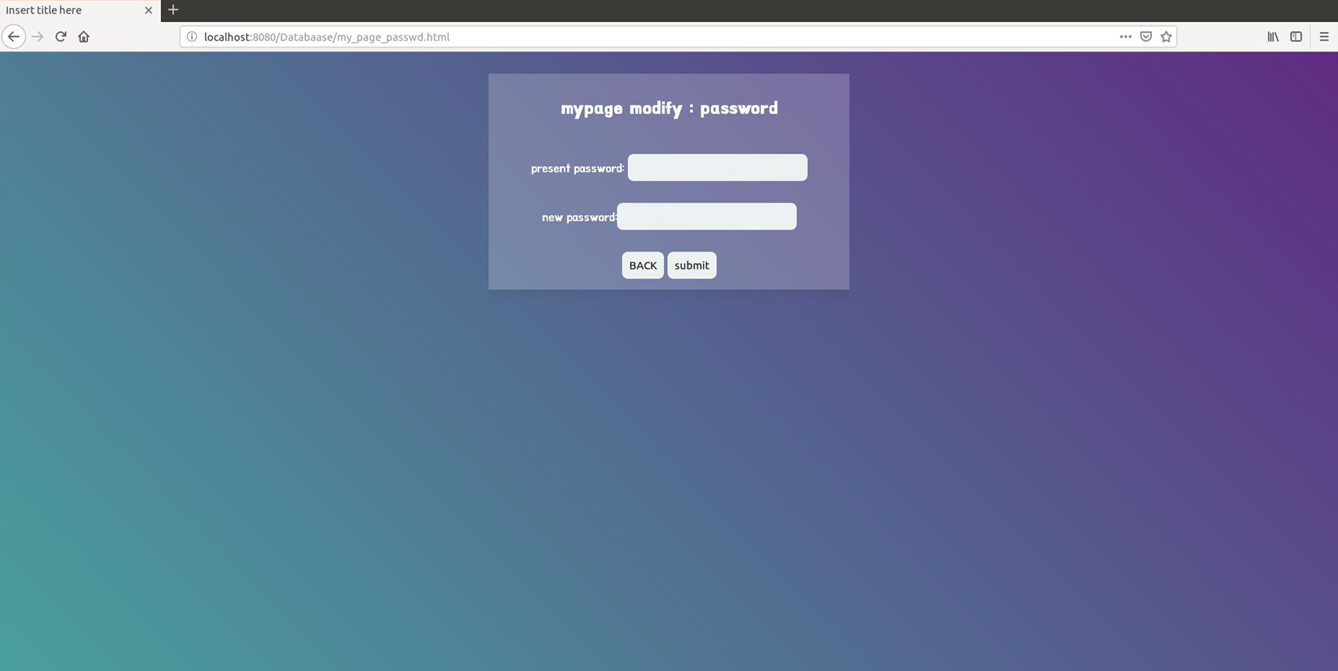 Insert title here
localhost:8080/Databaase/my_page_passwd.html
mypage modify : password
present password:
new password:
BACK submit